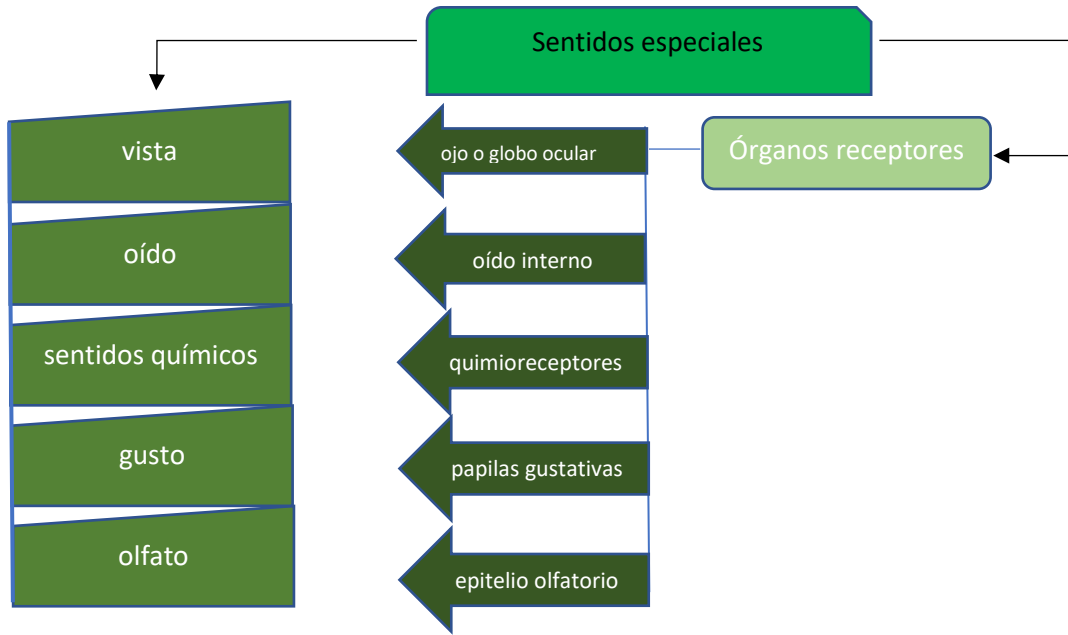 Sentidos especiales
vista
ojo o globo ocular
Órganos receptores
oído
oído interno
sentidos químicos
quimioreceptores
gusto
papilas gustativas
olfato
epitelio olfatorio